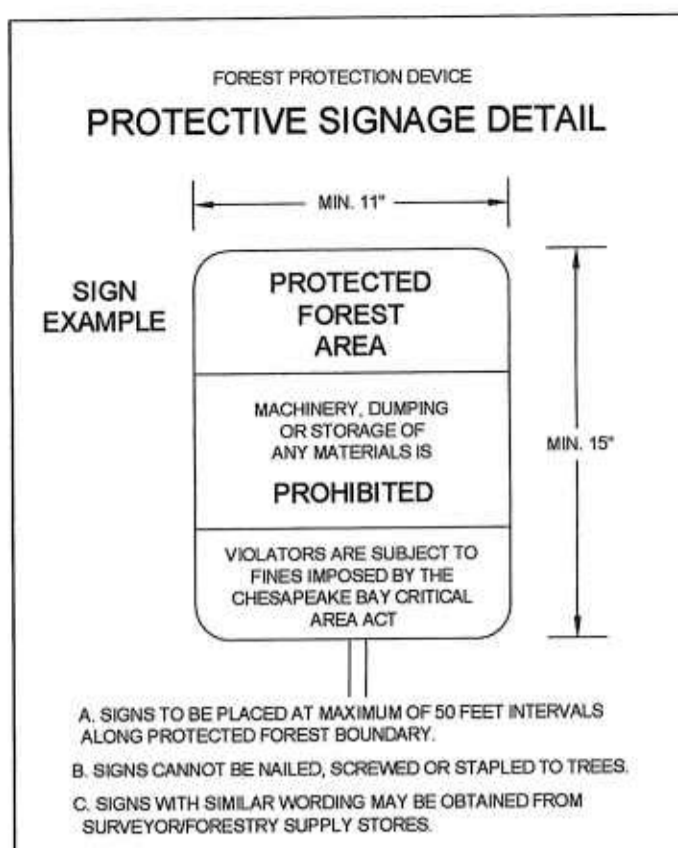 FOREST PROTECTION DEVICE
PROTECTIVE SIGNAGE DETAIL
MIN. 11"
SIGN
EXAMPLE
PROTECTED
FOREST
AREA
MACHINERY, DUMPING
OR STORAGE OF
ANY MATERIALS IS
PROHIBITED
MIN. 15"
VIOLATORS ARE SUBJECT TO
FINES IMPOSED BY THE
CHESAPEAKE BAY CRITICAL
AREA ACT
A. SIGNS TO BE PLACED AT MAXIMUM OF 50 FEET INTERVALS
ALONG PROTECTED FOREST BOUNDARY.
B. SIGNS CANNOT BE NAILED, SCREWED OR STAPLED TO TREES.
C. SIGNS WITH SIMILAR WORDING MAY BE OBTAINED FROM
SURVEYOR/FORESTRY SUPPLY STORES.